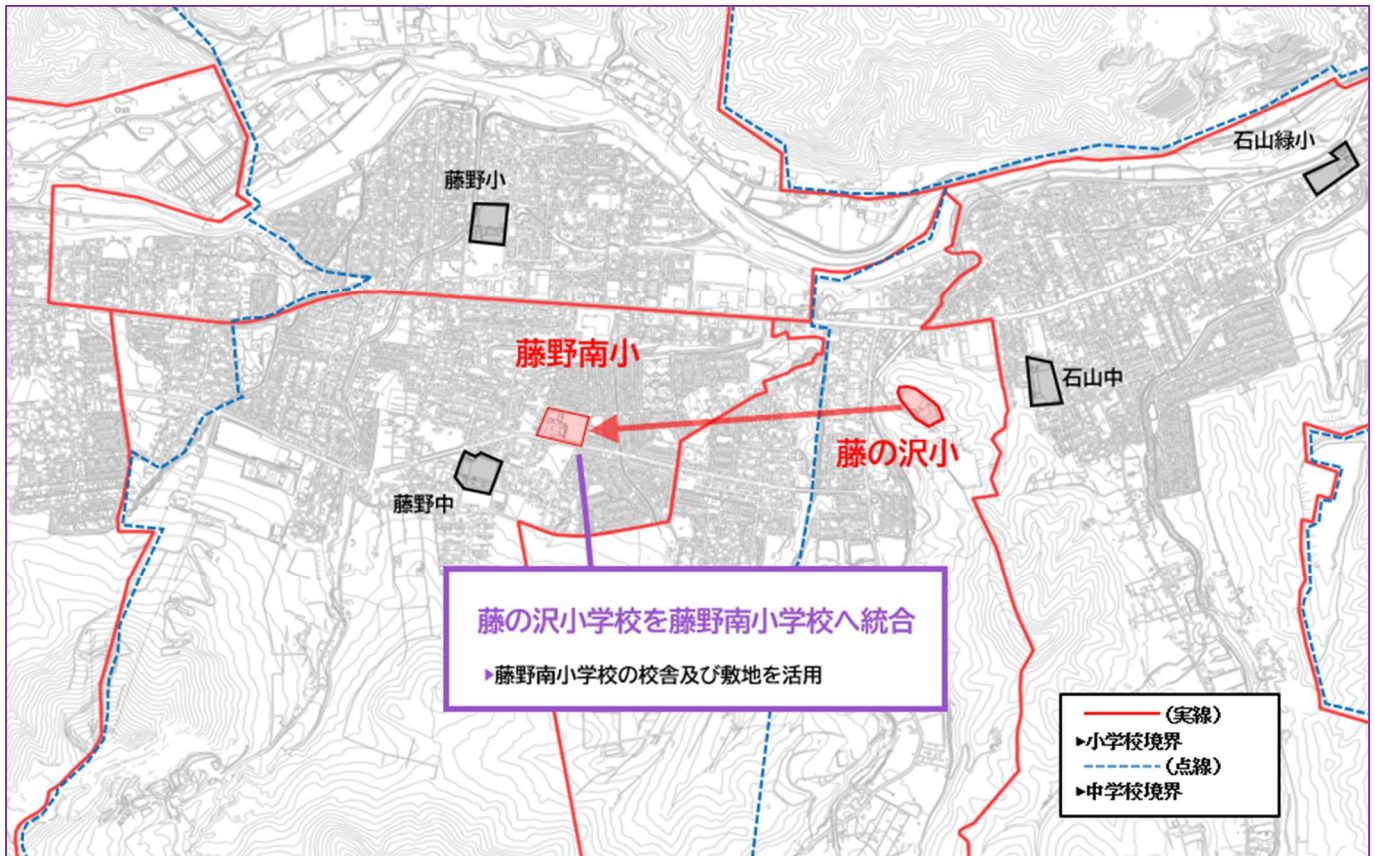 石山緑小
藤野小
藤野南小
石山中
藤の沢小
藤野中
藤の沢小学校を藤野南小学校へ統合
▶藤野南小学校の校舎及び敷地を活用
(実線)
▶小学校境界
(点線)
▶中学校境界